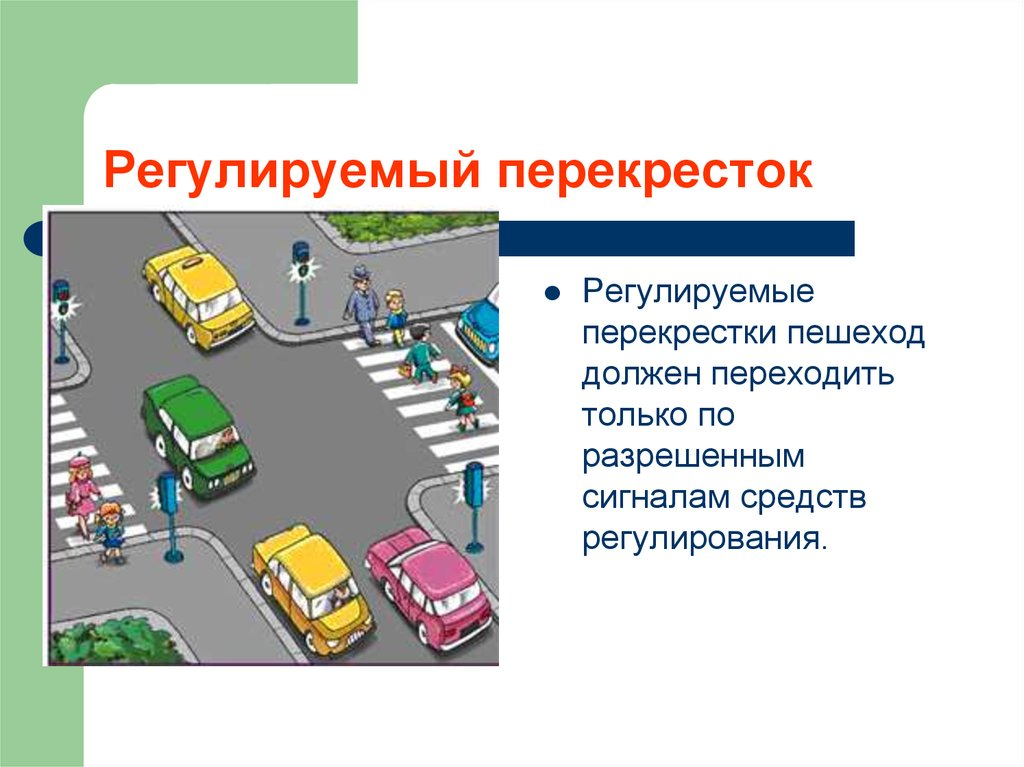 Регулируемый перекресток
Регулируемые
перекрестки пешеход
должен переходить
только по
разрешенным
сигналам средств
регулирования.